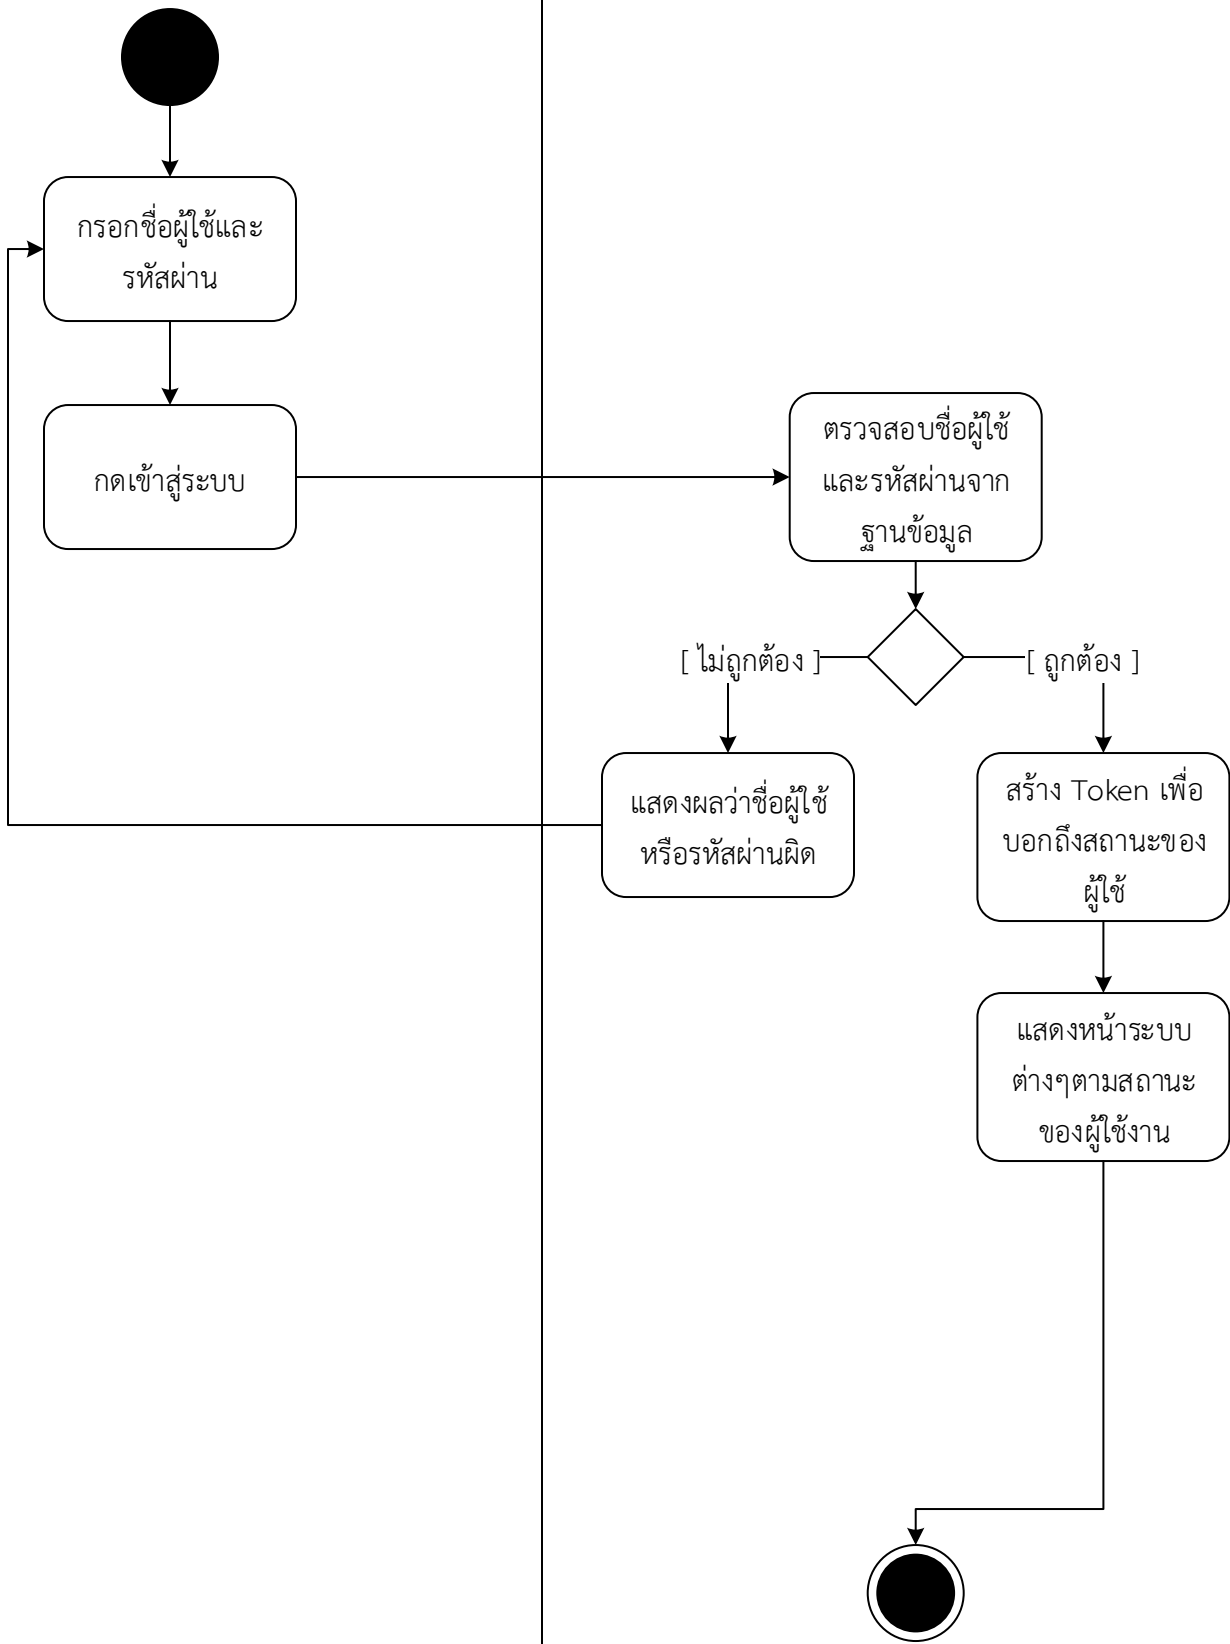 กรอกชื่อผู้ใช้และ
รหัสผ่าน
กดเข้าสู่ระบบ
ตรวจสอบชื่อผู้ใช้
และรหัสผ่านจาก
ฐานข้อมูล
[ ไม่ถูกต้อง ]
[ ถูกต้อง ]
แสดงผลว่าชื่อผู้ใช้
หรือรหัสผ่านผิด
สร้าง Token เพื่อ
บอกถึงสถานะของ
ผู้ใช้
แสดงหน้าระบบ
ต่างๆตามสถานะ
ของผู้ใช้งาน